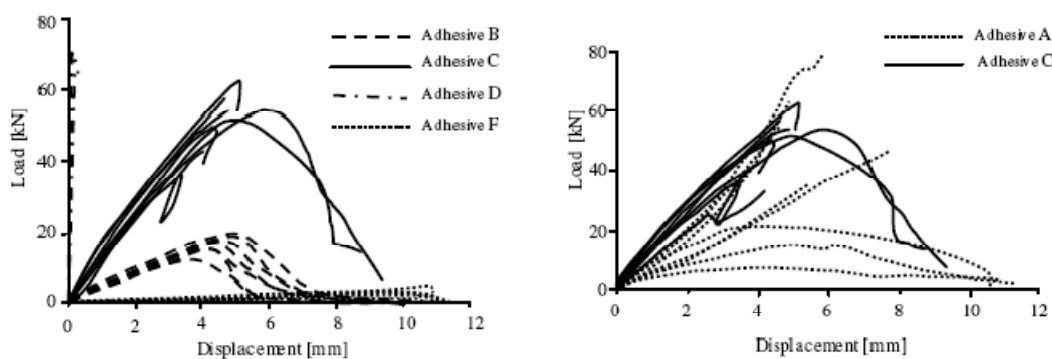 80
60
40
20
0
Load [kN]
0 2 4 6 8 10 12
Displacement [mm]
Adhesive B
Adhesive C
Adhesive D
Adhesive F
80
60
40
20
0
Load [kN]
0 2 4 6 8 10 12
Displacement [mm]
Adhesive A
Adhesive C